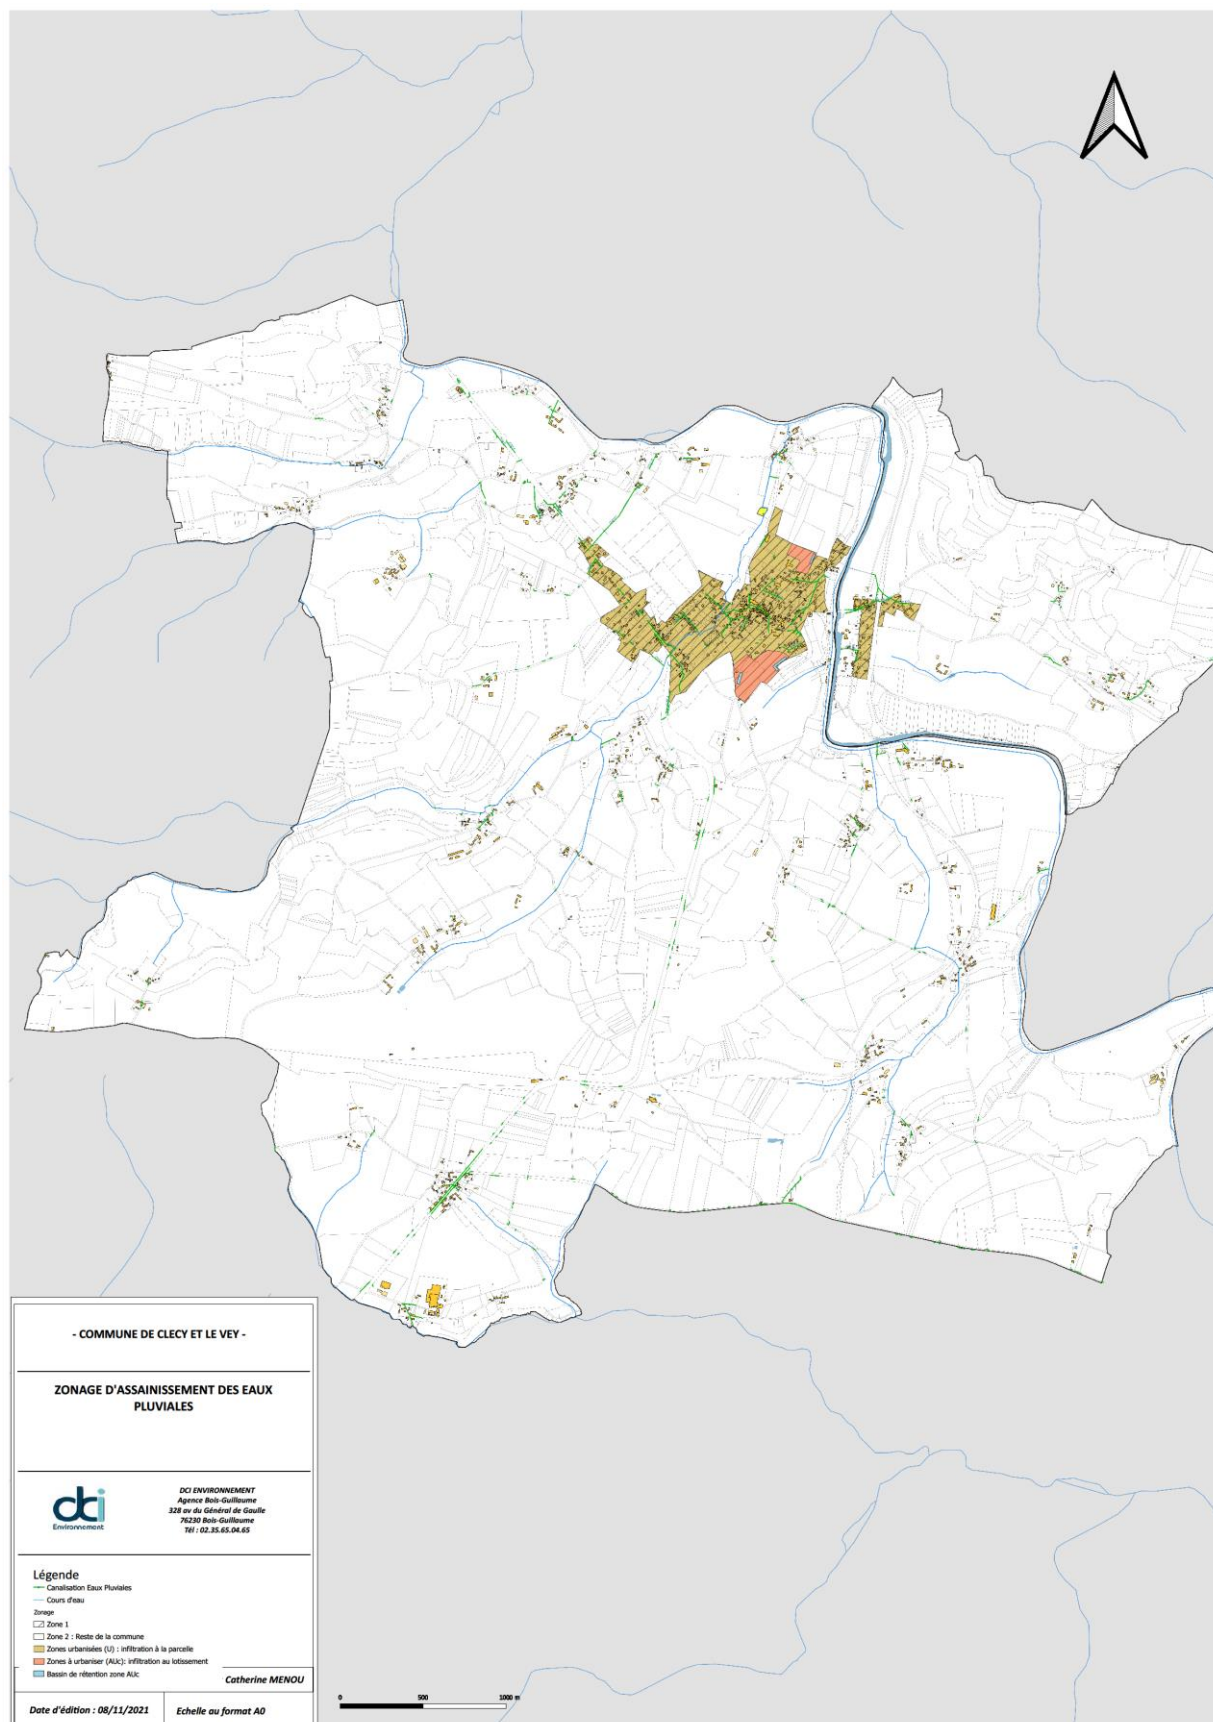 - COMMUNE DE CLECY ET LE VEY -
ZONAGE D'ASSAINISSEMENT DES EAUX
PLUVIALES
dci
Environnement
DCI ENVIRONNEMENT
Agence Bois-Guillaume
328 av du Général de Gaulle
76230 Bois-Guillaume
Tél : 02.35.65.04.65
Légende
Canalisation Eaux Pluviales
Cours d'eau
Zonage
Zone 1
Zone 2 : Reste de la commune
Zones urbanisées (U) : infiltration à la parcelle
Zones à urbaniser (AUc): infiltration au lotissement
Bassin de rétention zone AUc
Catherine MENOU
Date d'édition : 08/11/2021 Echelle au format A0
0 500 1000 m